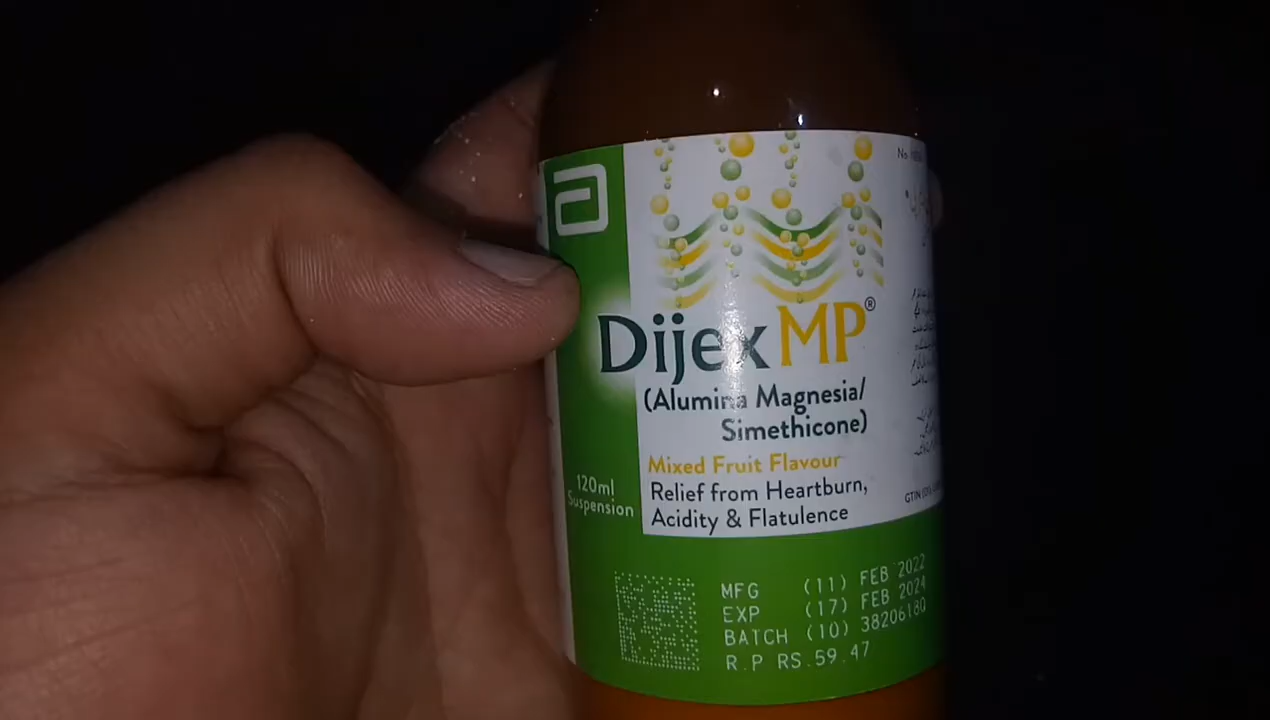 Dijex MP®
(Alumina Magnesia/
Simethicone)
Mixed Fruit Flavour
120ml
Suspension
Relief from Heartburn,
Acidity & Flatulence
MFG (11) FEB 2022
EXP (17) FEB 2024
BATCH (10) 38206180
R.P RS.59.47